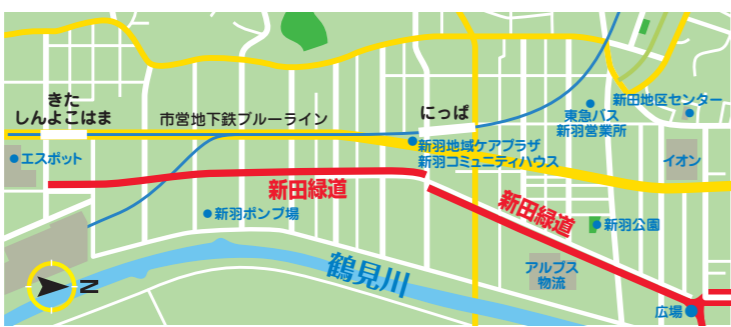 きた
しんよこはま
市営地下鉄ブルーライン
にっぱ
東急バス
新羽営業所
新田地区センター
エスポット
新羽地域ケアプラザ
新羽コミュニティハウス
イオン
新田緑道
新田緑道
新羽ポンプ場
新羽公園
鶴見川
アルプス
物流
広場
N